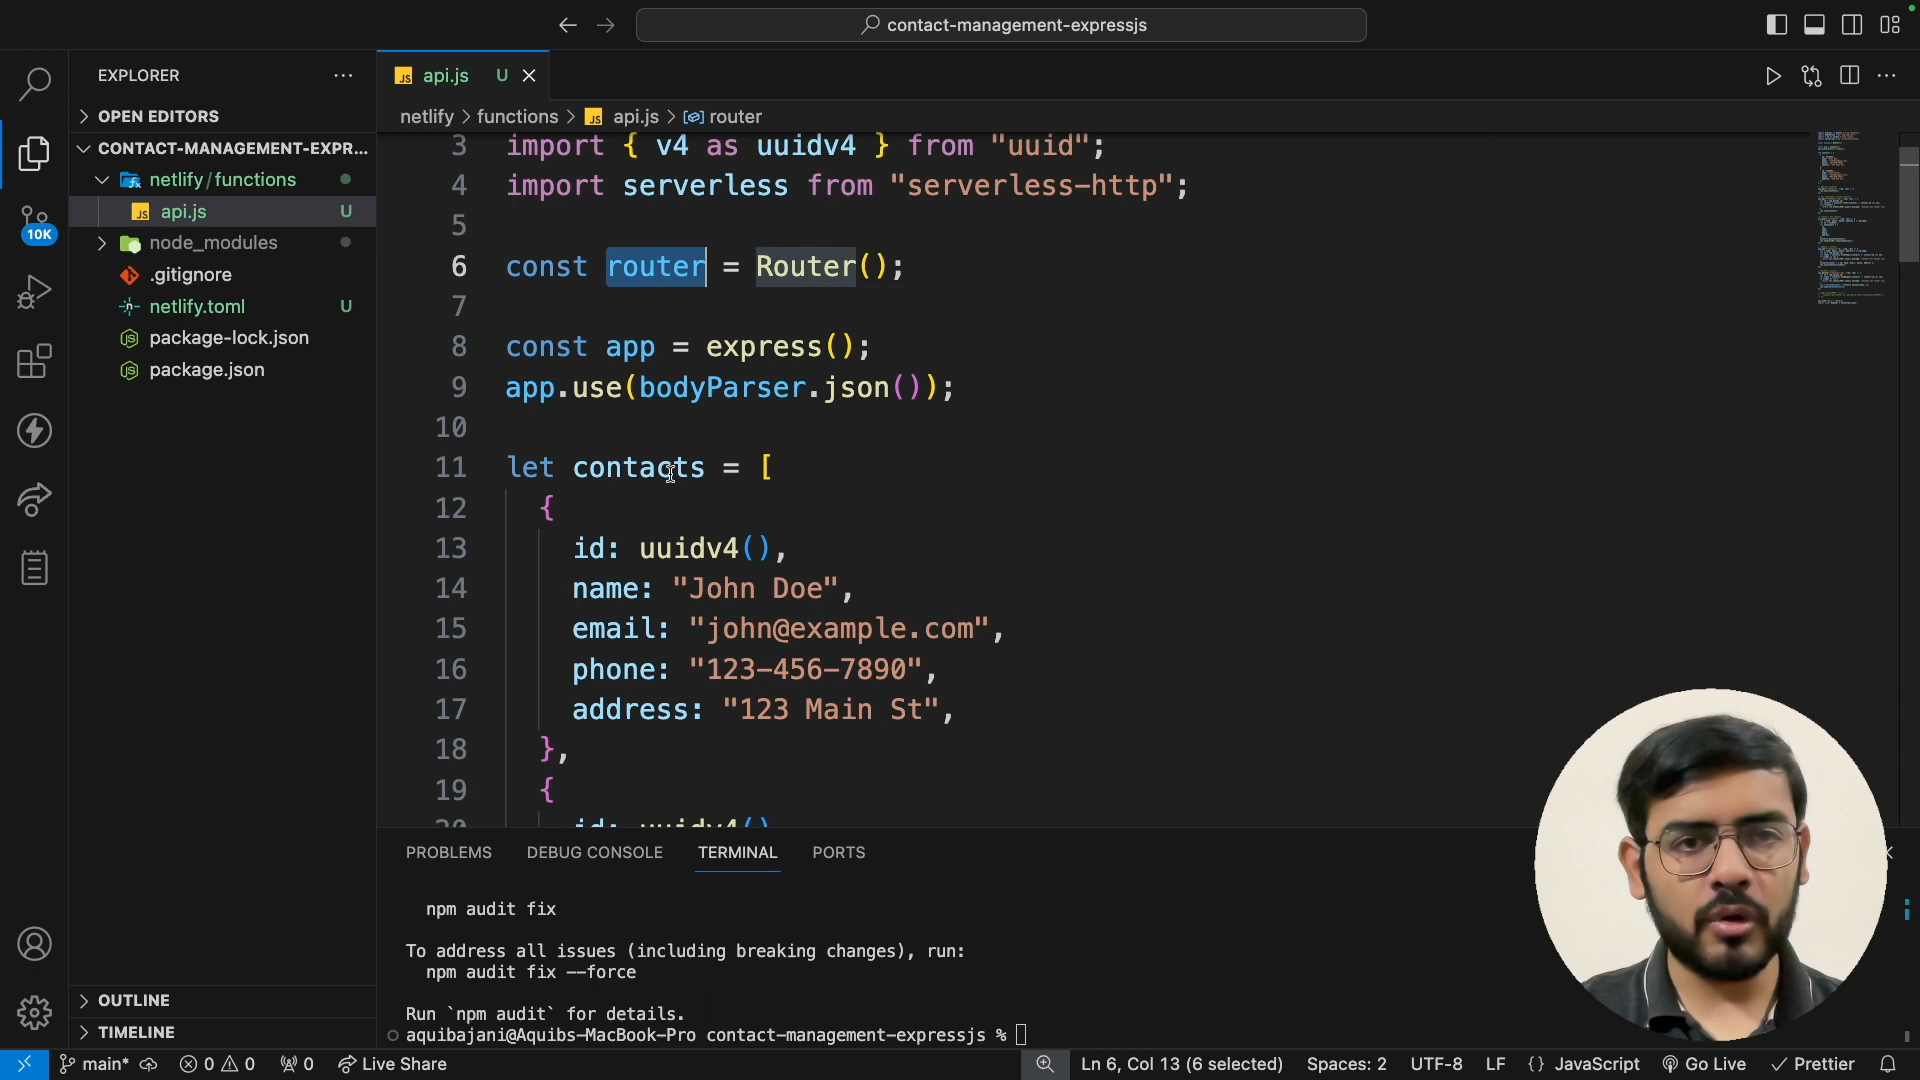 contact-management-expressjs
EXPLORER
OPEN EDITORS
CONTACT-MANAGEMENT-EXPR...
netlify/functions
JS api.js U
node_modules
.gitignore
netlify.toml U
package-lock.json
package.json
OUTLINE
TIMELINE
10K
JS api.js U
netlify > functions > JS api.js > router
3 import { v4 as uuidv4 } from "uuid";
4 import serverless from "serverless-http";
5
6 const router = Router();
7
8 const app = express();
9 app.use(bodyParser.json());
10
11 let contacts = [
12 {
13 id: uuidv4(),
14 name: "John Doe",
15 email: "john@example.com",
16 phone: "123-456-7890",
17 address: "123 Main St",
18 },
19 {
20 id: uuidv4()
PROBLEMS DEBUG CONSOLE TERMINAL PORTS
npm audit fix
To address all issues (including breaking changes), run:
npm audit fix --force
Run `npm audit` for details.
aquibajani@Aquibs-MacBook-Pro contact-management-expressjs %
main* 0 0 0 Live Share Ln 6, Col 13 (6 selected) Spaces: 2 UTF-8 LF {} JavaScript Go Live Prettier